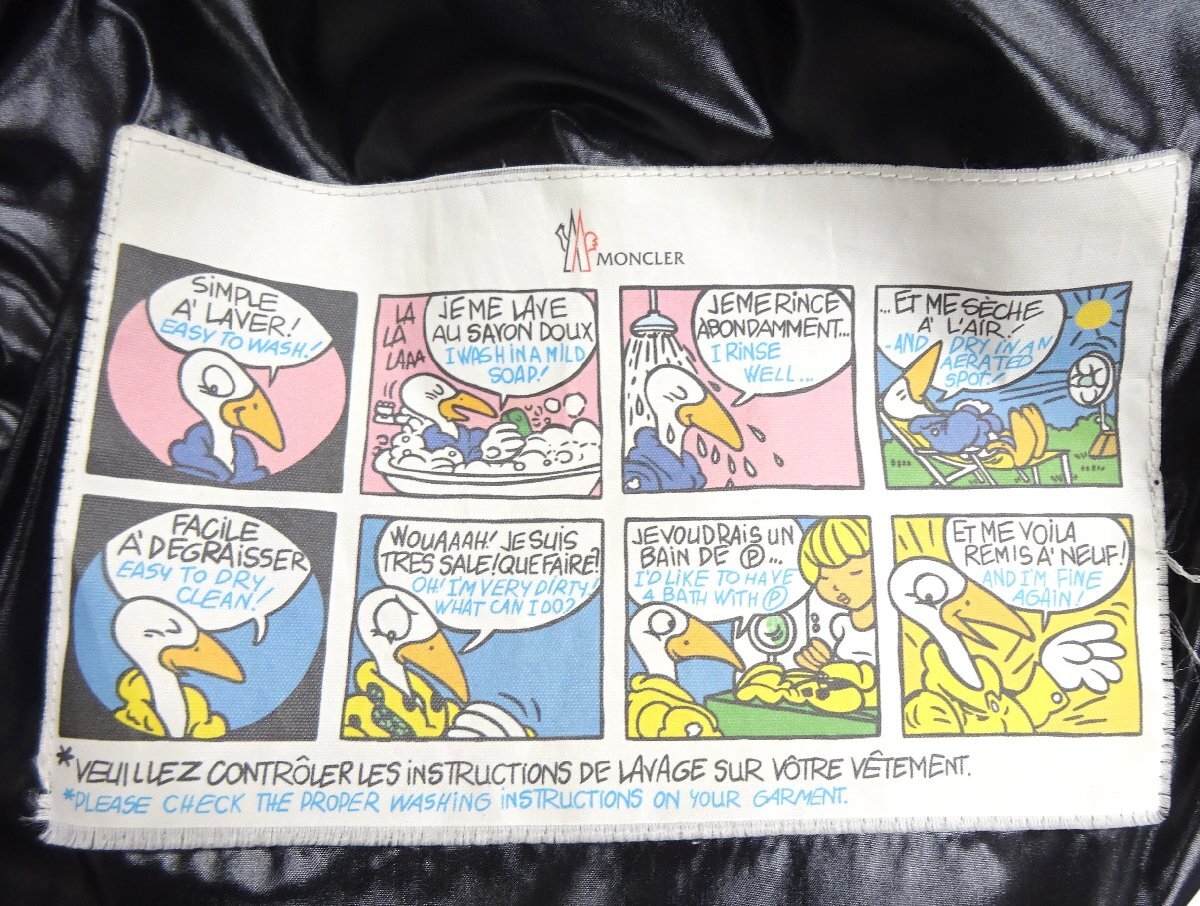 MONCLER
SIMPLE
A' LAVER!
EASY TO WASH!
LA
LA
LAAA
JE ME LAVE
AU SAVON DOUX
I WASH IN A MILD
SOAP!
JE ME RINCE
ABONDAMMENT...
I RINSE
WELL...
...ET ME SÈCHE
A' L'AIR!
-AND DRY IN AN
AERATED
SPOT!
FACILE
A' DEGRAISSER
EASY TO DRY
CLEAN!
WOUAAAH! JE SUIS
TRES SALE! QUE FAIRE?
OH! I'M VERY DIRTY!
WHAT CAN I DO?
JE VOUDRAIS UN
BAIN DE Ⓟ...
I'D LIKE TO HAVE
A BATH WITH Ⓟ
ET ME VOILA
REMIS A' NEUF!
AND I'M FINE
AGAIN!
*VEUILLEZ CONTRÔLER LES INSTRUCTIONS DE LAVAGE SUR VÔTRE VÊTEMENT.
*PLEASE CHECK THE PROPER WASHING INSTRUCTIONS ON YOUR GARMENT.